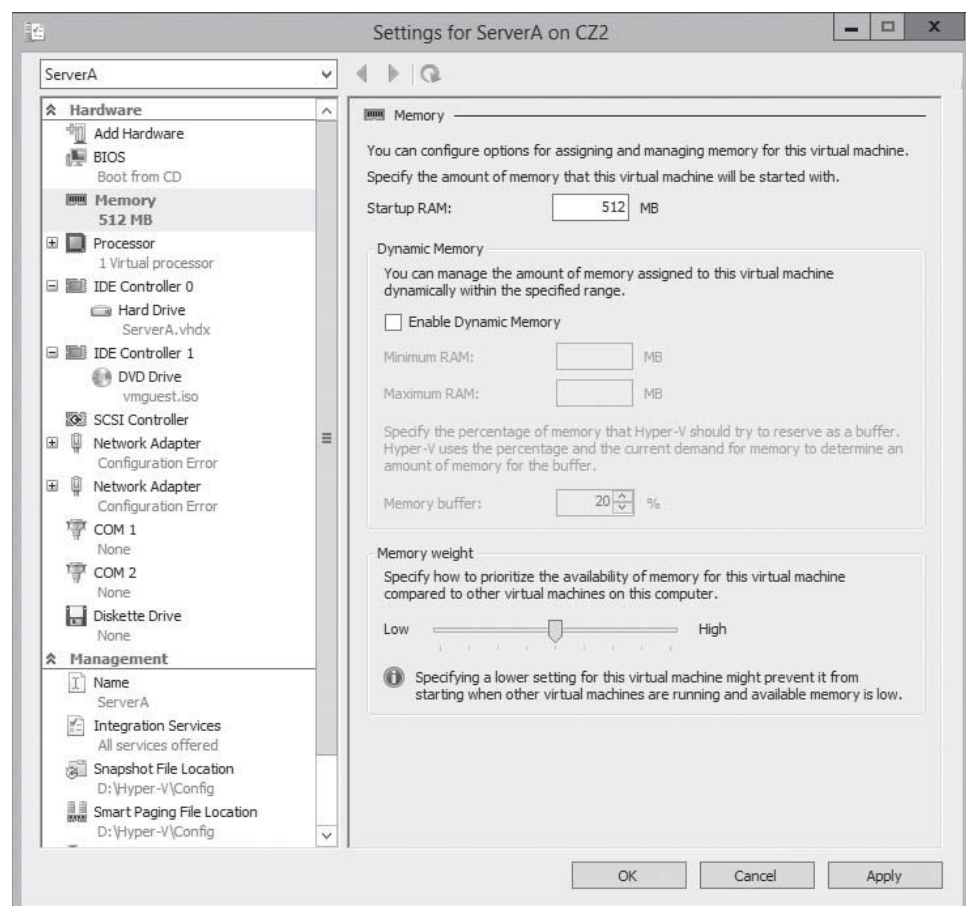 Settings for ServerA on CZ2
ServerA
Hardware
Add Hardware
BIOS
Boot from CD
Memory
512 MB
Processor
1 Virtual processor
IDE Controller 0
Hard Drive
ServerA.vhdx
IDE Controller 1
DVD Drive
vmguest.iso
SCSI Controller
Network Adapter
Configuration Error
Network Adapter
Configuration Error
COM 1
None
COM 2
None
Diskette Drive
None
Management
Name
ServerA
Integration Services
All services offered
Snapshot File Location
D:\Hyper-V\Config
Smart Paging File Location
D:\Hyper-V\Config
Memory
You can configure options for assigning and managing memory for this virtual machine.
Specify the amount of memory that this virtual machine will be started with.
Startup RAM: 512 MB
Dynamic Memory
You can manage the amount of memory assigned to this virtual machine
dynamically within the specified range.
Enable Dynamic Memory
Minimum RAM: MB
Maximum RAM: MB
Specify the percentage of memory that Hyper-V should try to reserve as a buffer.
Hyper-V uses the percentage and the current demand for memory to determine an
amount of memory for the buffer.
Memory buffer: 20 %
Memory weight
Specify how to prioritize the availability of memory for this virtual machine
compared to other virtual machines on this computer.
Low High
Specifying a lower setting for this virtual machine might prevent it from
starting when other virtual machines are running and available memory is low.
OK Cancel Apply